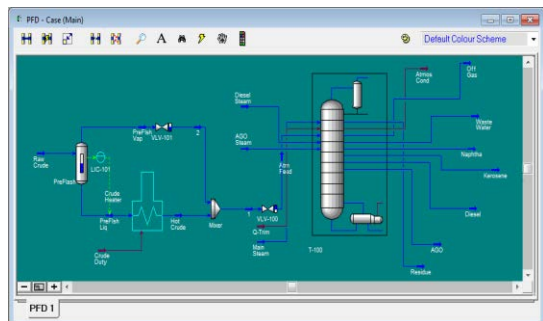 PFD - Case (Main)
A
Default Colour Scheme
Raw
Crude
PreFlash
PreFlsh
Vap
VLV-101
2
LIC-101
Crude
Heater
PreFlsh
Liq
Crude
Duty
Hot
Crude
Mixer
1
VLV-100
Atm
Feed
Q-Trim
Main
Steam
Diesel
Steam
AGO
Steam
T-100
Atmos
Cond
Off
Gas
Waste
Water
Naphtha
Kerosene
Diesel
AGO
Residue
PFD 1